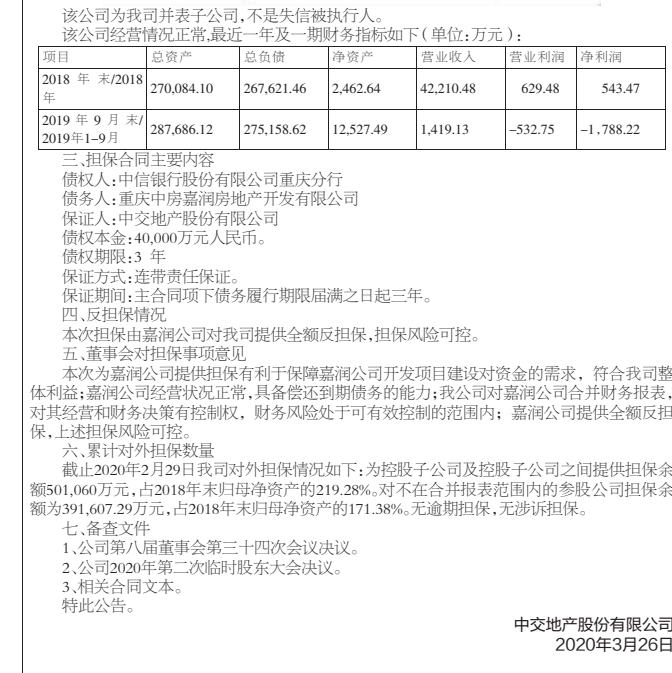 该公司为我司并表子公司,不是失信被执行人。
该公司经营情况正常,最近一年及一期财务指标如下(单位:万元):
项目 总资产 总负债 净资产 营业收入 营业利润 净利润
2018 年 末/2018
年 270,084.10 267,621.46 2,462.64 42,210.48 629.48 543.47
2019 年 9 月 末/
2019年1-9月 287,686.12 275,158.62 12,527.49 1,419.13 -532.75 -1,788.22
三、担保合同主要内容
债权人:中信银行股份有限公司重庆分行
债务人:重庆中房嘉润房地产开发有限公司
保证人:中交地产股份有限公司
债权本金:40,000万元人民币。
债权期限:3 年
保证方式:连带责任保证。
保证期间:主合同项下债务履行期限届满之日起三年。
四、反担保情况
本次担保由嘉润公司对我司提供全额反担保,担保风险可控。
五、董事会对担保事项意见
本次为嘉润公司提供担保有利于保障嘉润公司开发项目建设对资金的需求，符合我司整
体利益;嘉润公司经营状况正常,具备偿还到期债务的能力;我公司对嘉润公司合并财务报表,
对其经营和财务决策有控制权，财务风险处于可有效控制的范围内；嘉润公司提供全额反担
保,上述担保风险可控。
六、累计对外担保数量
截止2020年2月29日我司对外担保情况如下:为控股子公司及控股子公司之间提供担保余
额501,060万元,占2018年末归母净资产的219.28%。对不在合并报表范围内的参股公司担保余
额为391,607.29万元,占2018年末归母净资产的171.38%。无逾期担保,无涉诉担保。
七、备查文件
1、公司第八届董事会第三十四次会议决议。
2、公司2020年第二次临时股东大会决议。
3、相关合同文本。
特此公告。
中交地产股份有限公司
2020年3月26日